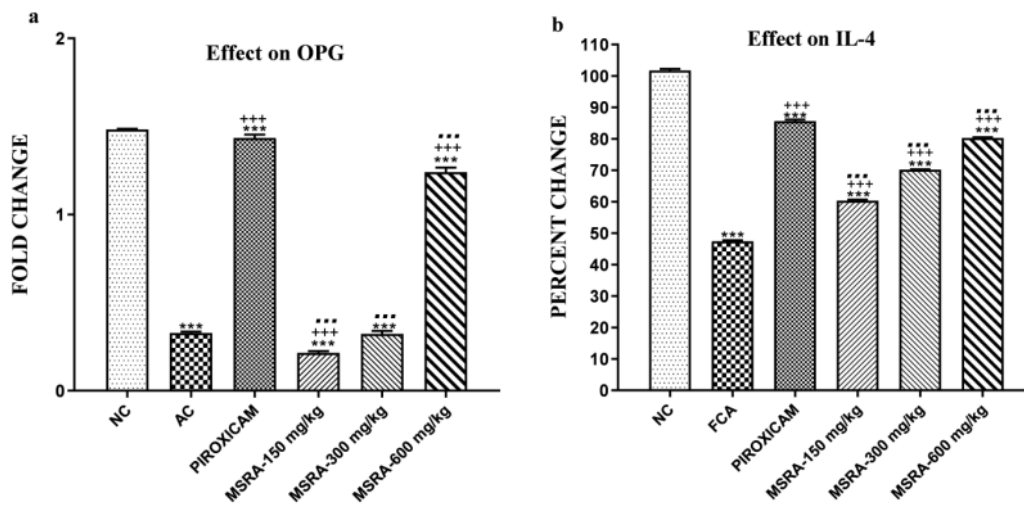 a
Effect on OPG
FOLD CHANGE
2
1
0
***
+++
***
▪▪▪
+++
***
▪▪▪
***
▪▪▪
+++
***
NC
AC
PIROXICAM
MSRA-150 mg/kg
MSRA-300 mg/kg
MSRA-600 mg/kg
b
Effect on IL-4
PERCENT CHANGE
110
100
90
80
70
60
50
40
30
20
10
0
***
+++
***
▪▪▪
+++
***
▪▪▪
+++
***
▪▪▪
+++
***
NC
FCA
PIROXICAM
MSRA-150 mg/kg
MSRA-300 mg/kg
MSRA-600 mg/kg